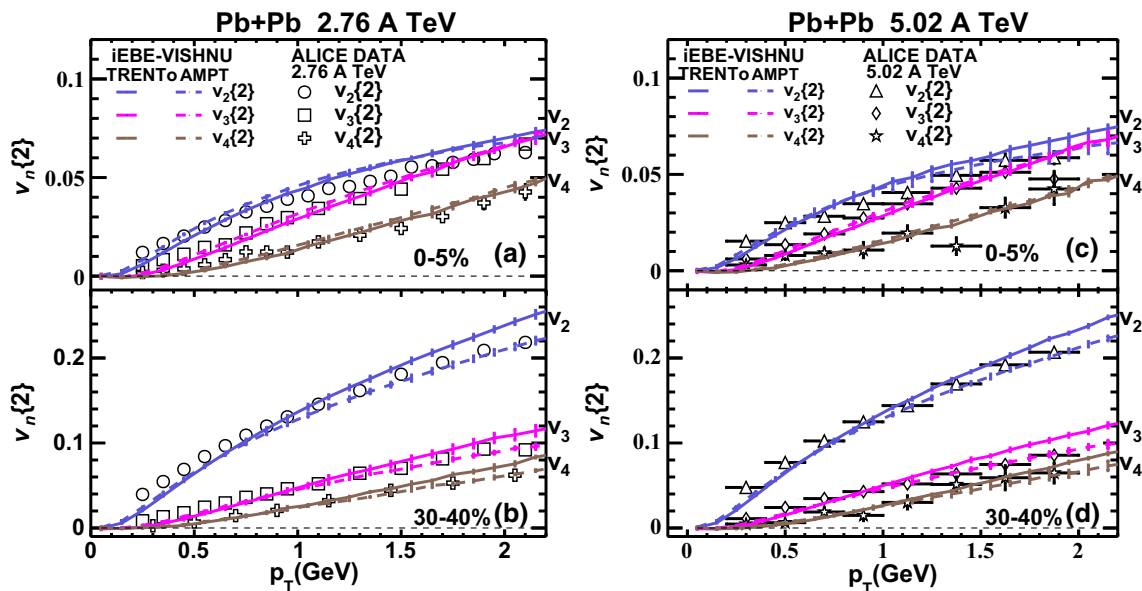 Pb+Pb 2.76 A TeV
Pb+Pb 5.02 A TeV
iEBE-VISHNU
TRENTo AMPT
ALICE DATA
2.76 A TeV
v2{2}
v2{2}
v3{2}
v3{2}
v4{2}
v4{2}
0.1
0.05
0
vn{2}
v2
v3
v4
0-5%
(a)
iEBE-VISHNU
TRENTo AMPT
ALICE DATA
5.02 A TeV
v2{2}
v2{2}
v3{2}
v3{2}
v4{2}
v4{2}
0.1
0.05
0
vn{2}
v2
v3
v4
0-5%
(c)
0.2
0.1
0
vn{2}
v2
v3
v4
30-40%
(b)
0 0.5 1 1.5 2
pT(GeV)
0.2
0.1
0
vn{2}
v2
v3
v4
30-40%
(d)
0 0.5 1 1.5 2
pT(GeV)